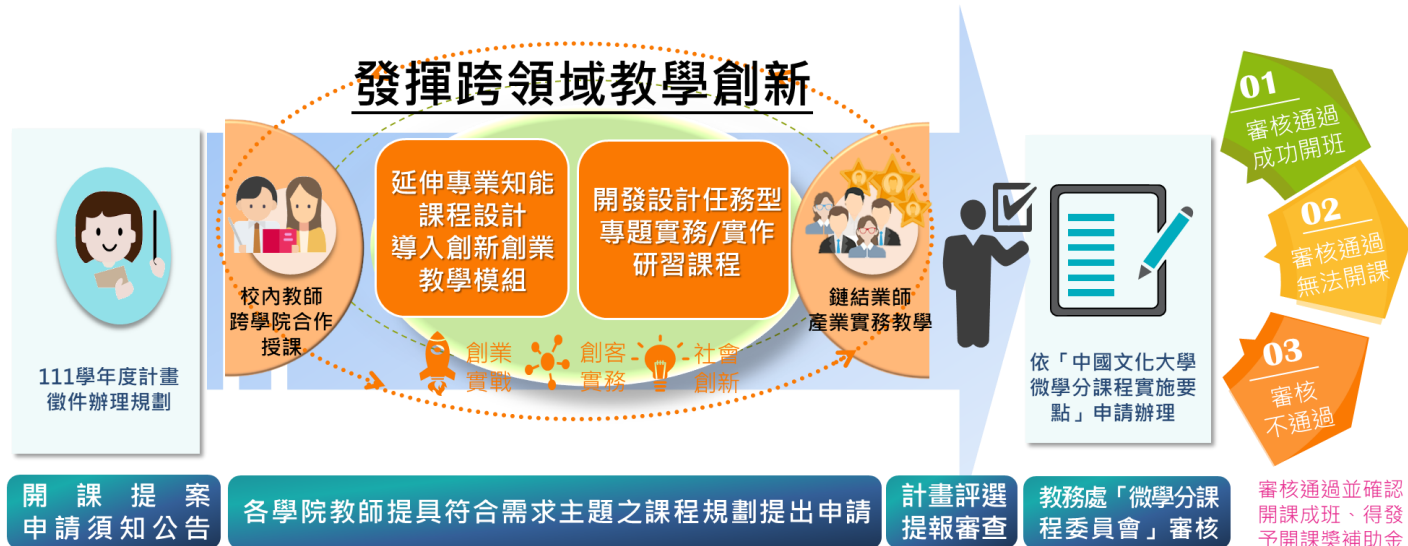 發揮跨領域教學創新
111學年度計畫
徵件辦理規劃
校內教師
跨學院合作
授課
延伸專業知能
課程設計
導入創新創業
教學模組
開發設計任務型
專題實務/實作
研習課程
鏈結業師
產業實務教學
創業
實戰
創客
實務
社會
創新
依「中國文化大學
微學分課程實施要
點」申請辦理
01
審核通過
成功開班
02
審核通過
無法開課
03
審核
不通過
開課提案
申請須知公告
各學院教師提具符合需求主題之課程規劃提出申請
計畫評選
提報審查
教務處「微學分課
程委員會」審核
審核通過並確認
開課成班、得發
予開課獎補助金